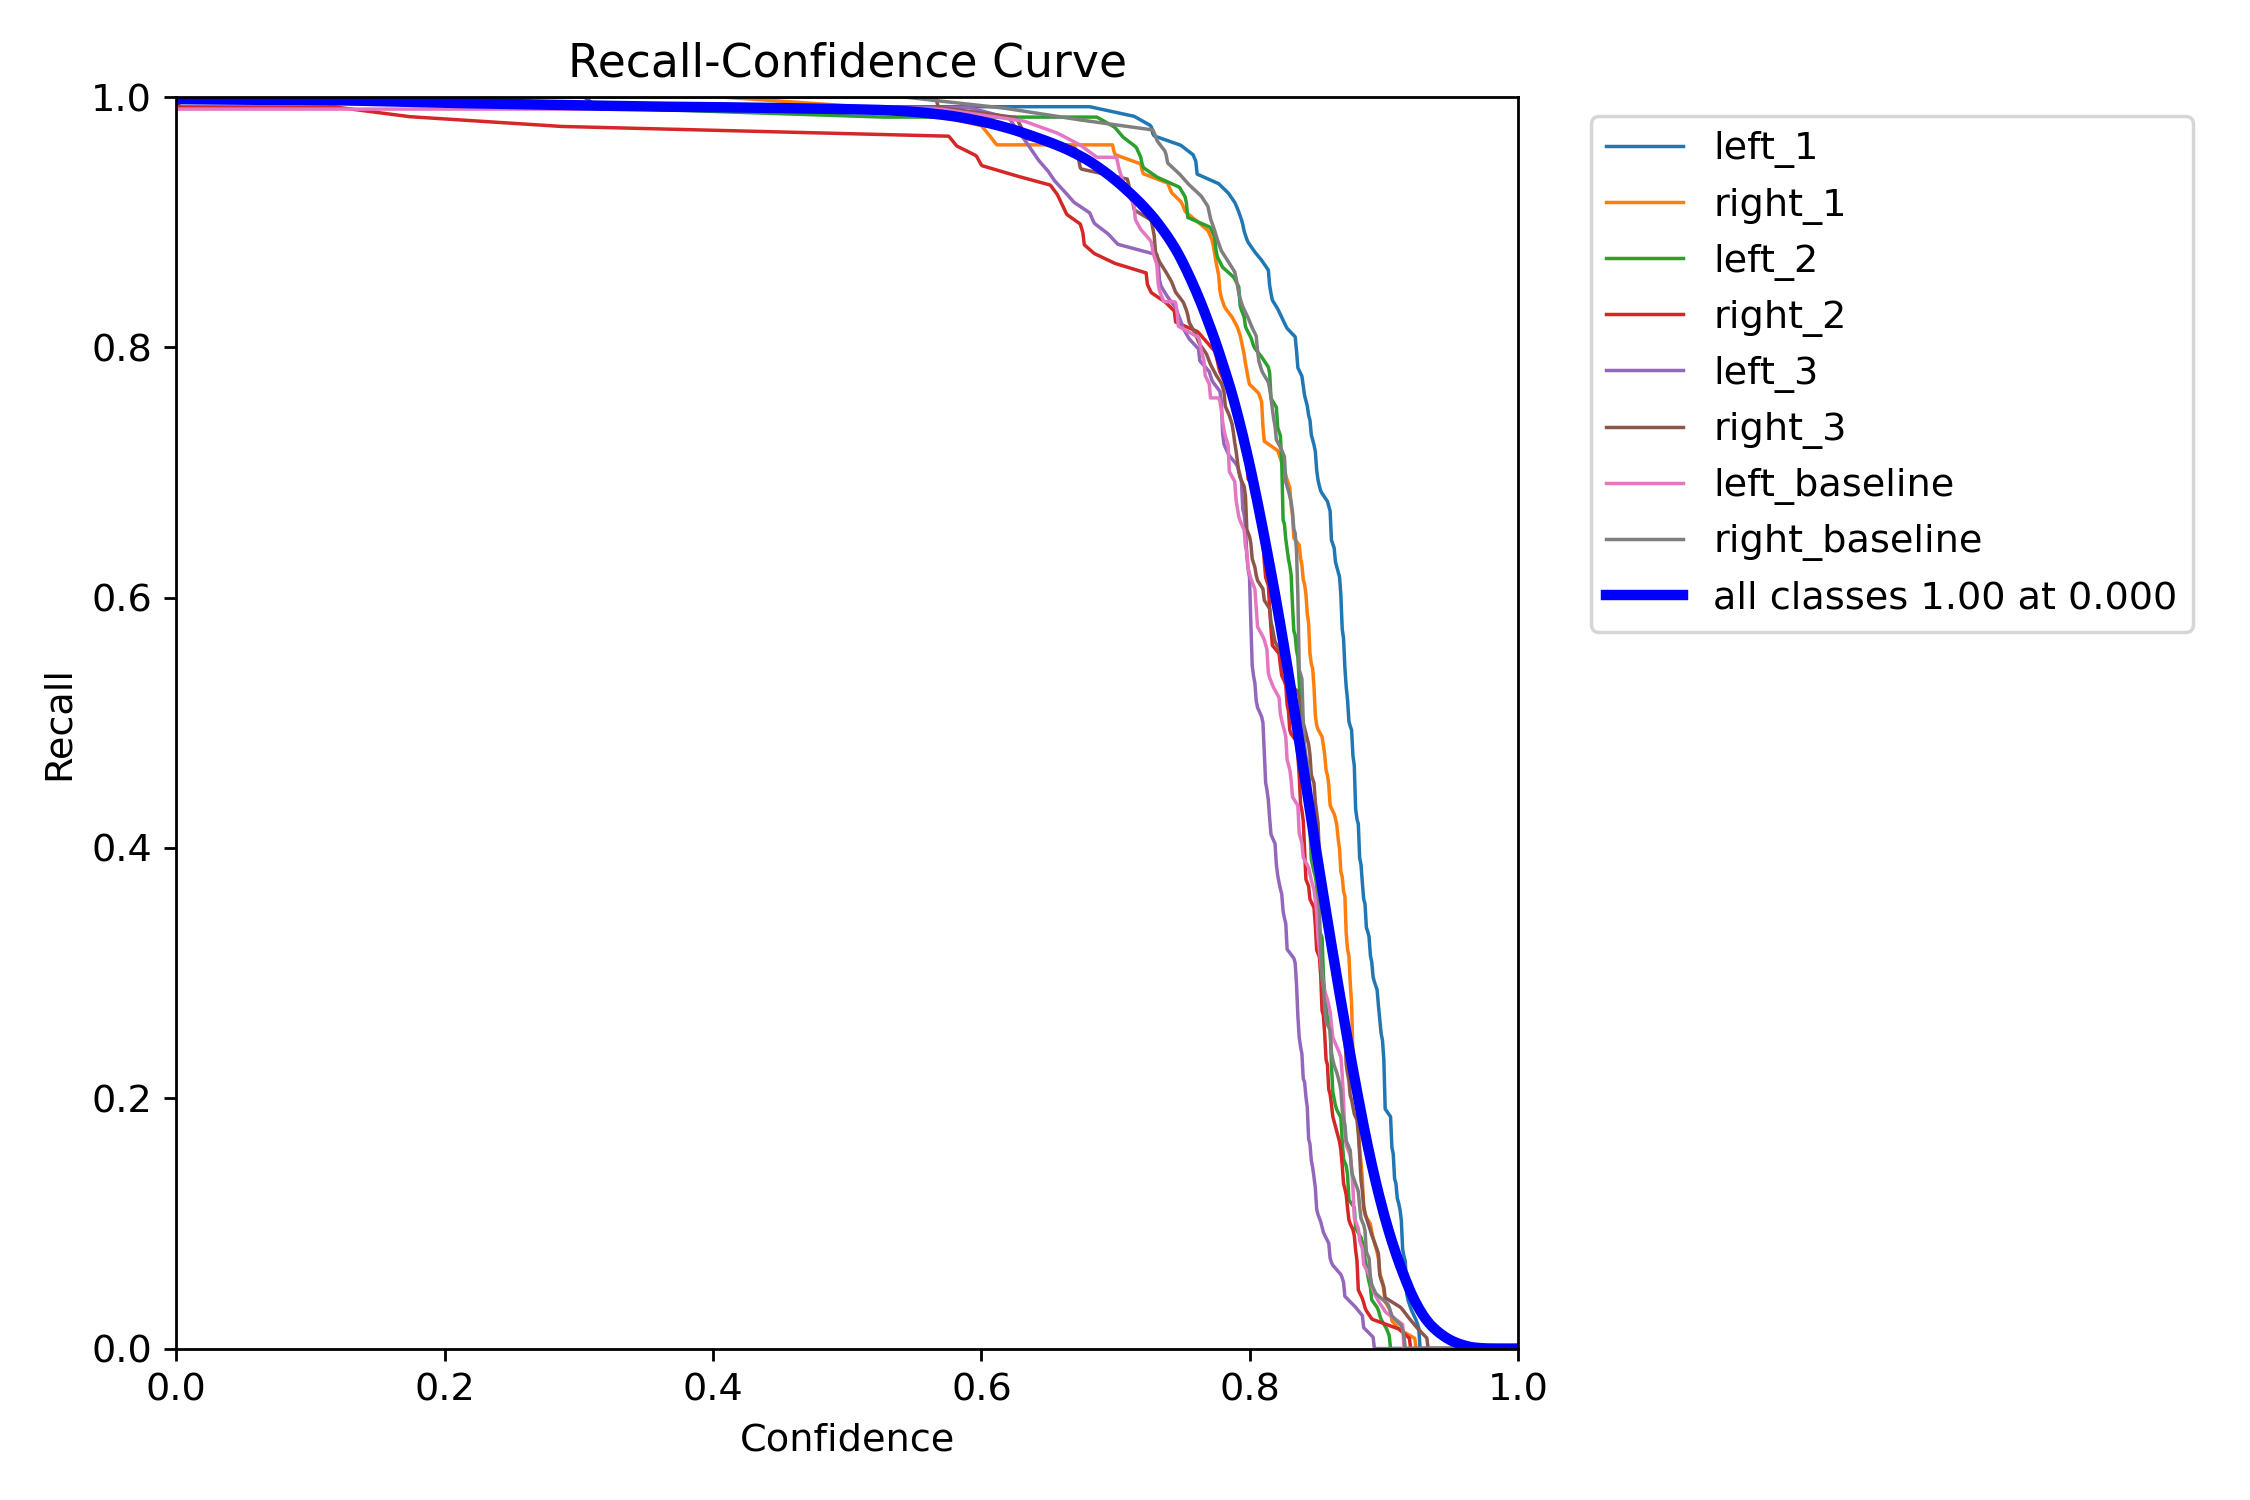 Recall-Confidence Curve
1.0
0.8
0.6
0.4
0.2
0.0
Recall
0.0 0.2 0.4 0.6 0.8 1.0
Confidence
left_1
right_1
left_2
right_2
left_3
right_3
left_baseline
right_baseline
all classes 1.00 at 0.000